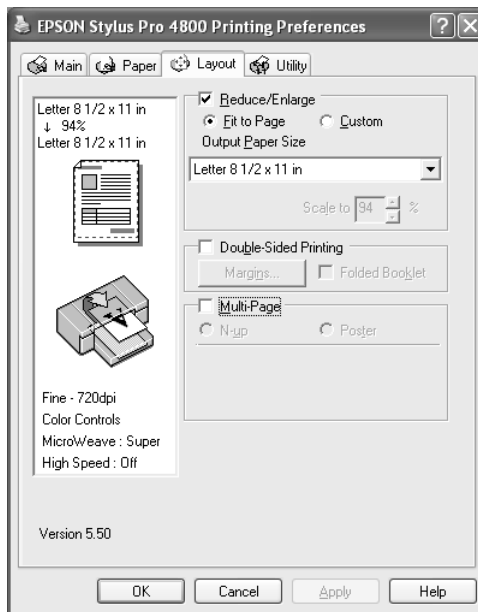 EPSON Stylus Pro 4800 Printing Preferences
Main Paper Layout Utility
Letter 8 1/2 x 11 in
↓ 94%
Letter 8 1/2 x 11 in
Fine - 720dpi
Color Controls
MicroWeave : Super
High Speed : Off
Version 5.50
Reduce/Enlarge
Fit to Page Custom
Output Paper Size
Letter 8 1/2 x 11 in
Scale to 94 %
Double-Sided Printing
Margins... Folded Booklet
Multi-Page
N-up Poster
OK Cancel Apply Help